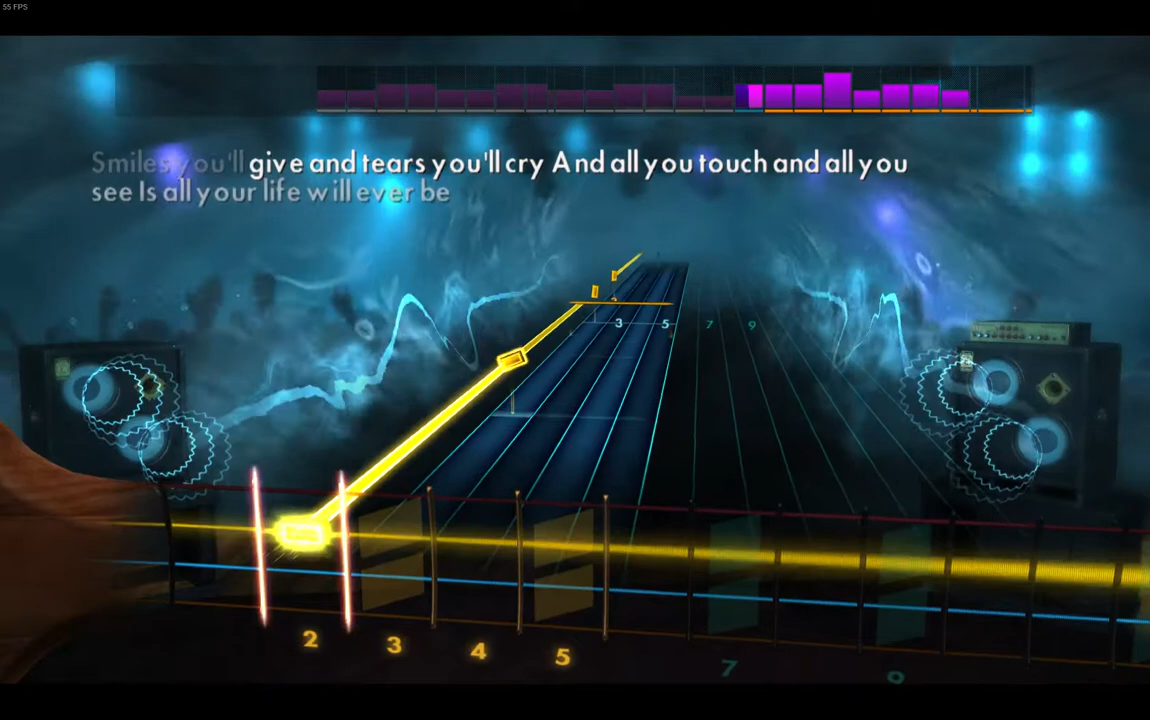 55 FPS
Smiles you'll give and tears you'll cry And all you touch and all you
see Is all your life will ever be
3 5 7 9
2 3 4 5 7 9